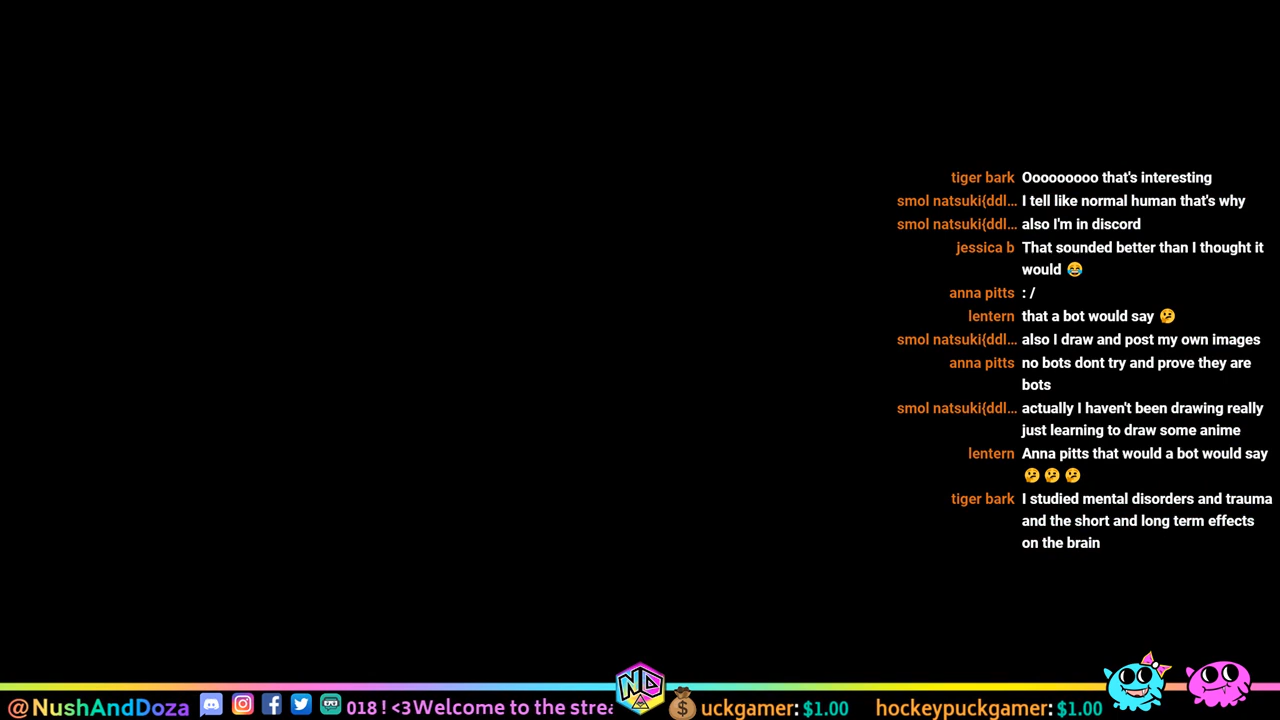 tiger bark Ooooooooo that's interesting
smol natsuki{ddl... I tell like normal human that's why
smol natsuki{ddl... also I'm in discord
jessica b That sounded better than I thought it
would 😂
anna pitts : /
lentern that a bot would say 🤔
smol natsuki{ddl... also I draw and post my own images
anna pitts no bots dont try and prove they are
bots
smol natsuki{ddl... actually I haven't been drawing really
just learning to draw some anime
lentern Anna pitts that would a bot would say
🤔 🤔 🤔
tiger bark I studied mental disorders and trauma
and the short and long term effects
on the brain
@NushAndDoza 018 ! <3Welcome to the strea ND uckgamer: $1.00 hockeypuckgamer: $1.00